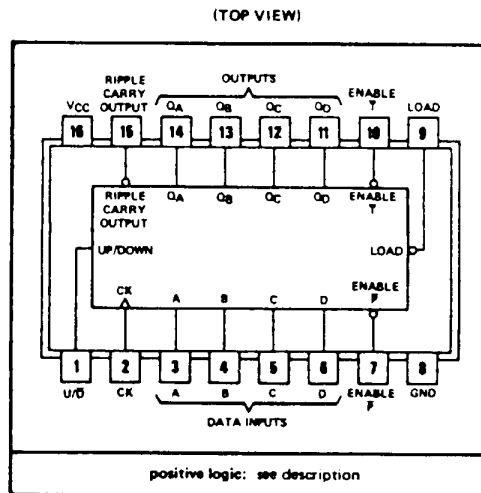 (TOP VIEW)
RIPPLE CARRY OUTPUT
OUTPUTS
ENABLE T
VCC
QA QB QC QD
LOAD
16 15 14 13 12 11 10 9
RIPPLE CARRY OUTPUT
QA QB QC QD
ENABLE T
UP/DOWN
LOAD
CK
A B C D
ENABLE P
1 2 3 4 5 6 7 8
U/D̅ CK A B C D ENABLE P̅ GND
DATA INPUTS
positive logic: see description